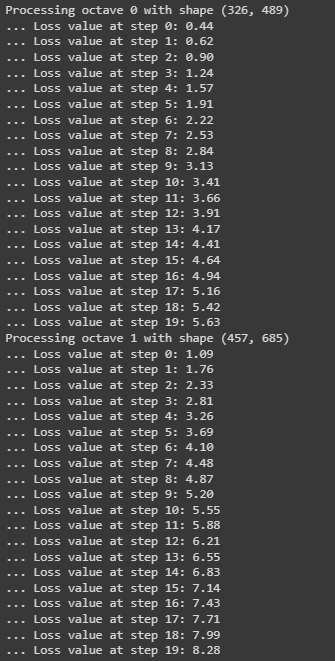 Processing octave 0 with shape (326, 489)
... Loss value at step 0: 0.44
... Loss value at step 1: 0.62
... Loss value at step 2: 0.90
... Loss value at step 3: 1.24
... Loss value at step 4: 1.57
... Loss value at step 5: 1.91
... Loss value at step 6: 2.22
... Loss value at step 7: 2.53
... Loss value at step 8: 2.84
... Loss value at step 9: 3.13
... Loss value at step 10: 3.41
... Loss value at step 11: 3.66
... Loss value at step 12: 3.91
... Loss value at step 13: 4.17
... Loss value at step 14: 4.41
... Loss value at step 15: 4.64
... Loss value at step 16: 4.94
... Loss value at step 17: 5.16
... Loss value at step 18: 5.42
... Loss value at step 19: 5.63
Processing octave 1 with shape (457, 685)
... Loss value at step 0: 1.09
... Loss value at step 1: 1.76
... Loss value at step 2: 2.33
... Loss value at step 3: 2.81
... Loss value at step 4: 3.26
... Loss value at step 5: 3.69
... Loss value at step 6: 4.10
... Loss value at step 7: 4.48
... Loss value at step 8: 4.87
... Loss value at step 9: 5.20
... Loss value at step 10: 5.55
... Loss value at step 11: 5.88
... Loss value at step 12: 6.21
... Loss value at step 13: 6.55
... Loss value at step 14: 6.83
... Loss value at step 15: 7.14
... Loss value at step 16: 7.43
... Loss value at step 17: 7.71
... Loss value at step 18: 7.99
... Loss value at step 19: 8.28